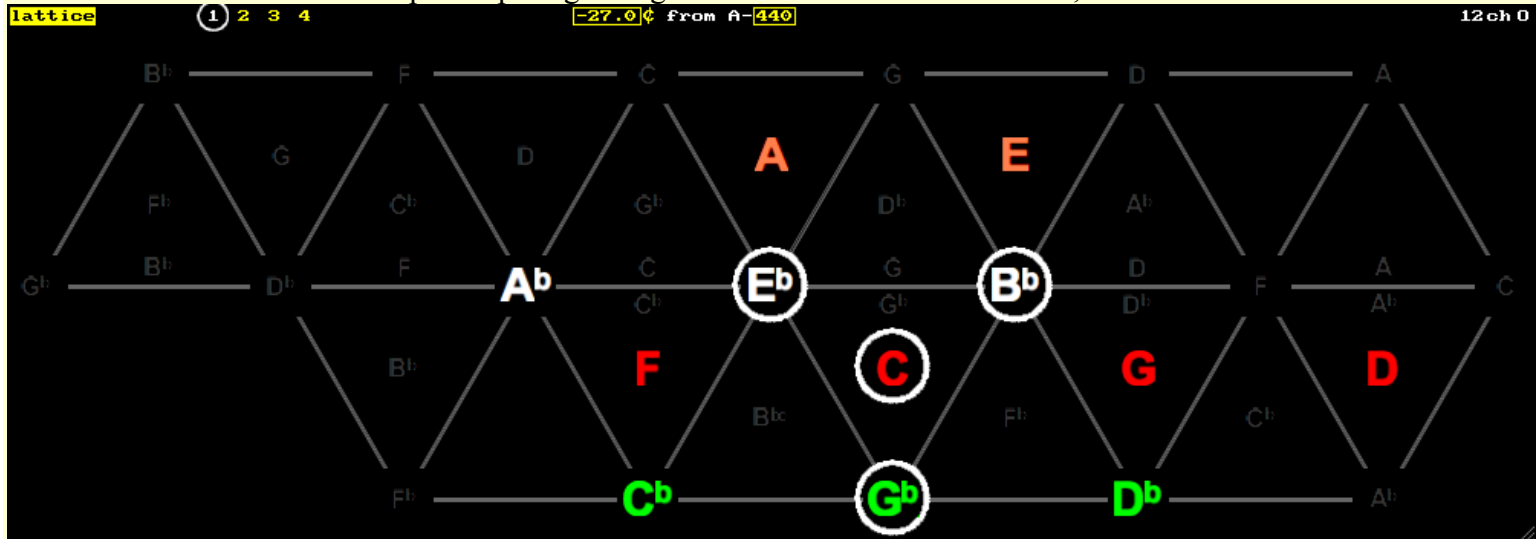 lattice 1 2 3 4 -27.0¢ from A-440 12ch 0
B♭ F C G D A
G D A E
F♭ C♭ G♭ D♭ A♭
B♭ F C G D A
G♭ D♭ A♭ E♭ B♭ F C
C♭ G♭ D♭ A♭
B♭ F C G D
B♭♭ F♭ C♭
F♭ C♭ G♭ D♭ A♭